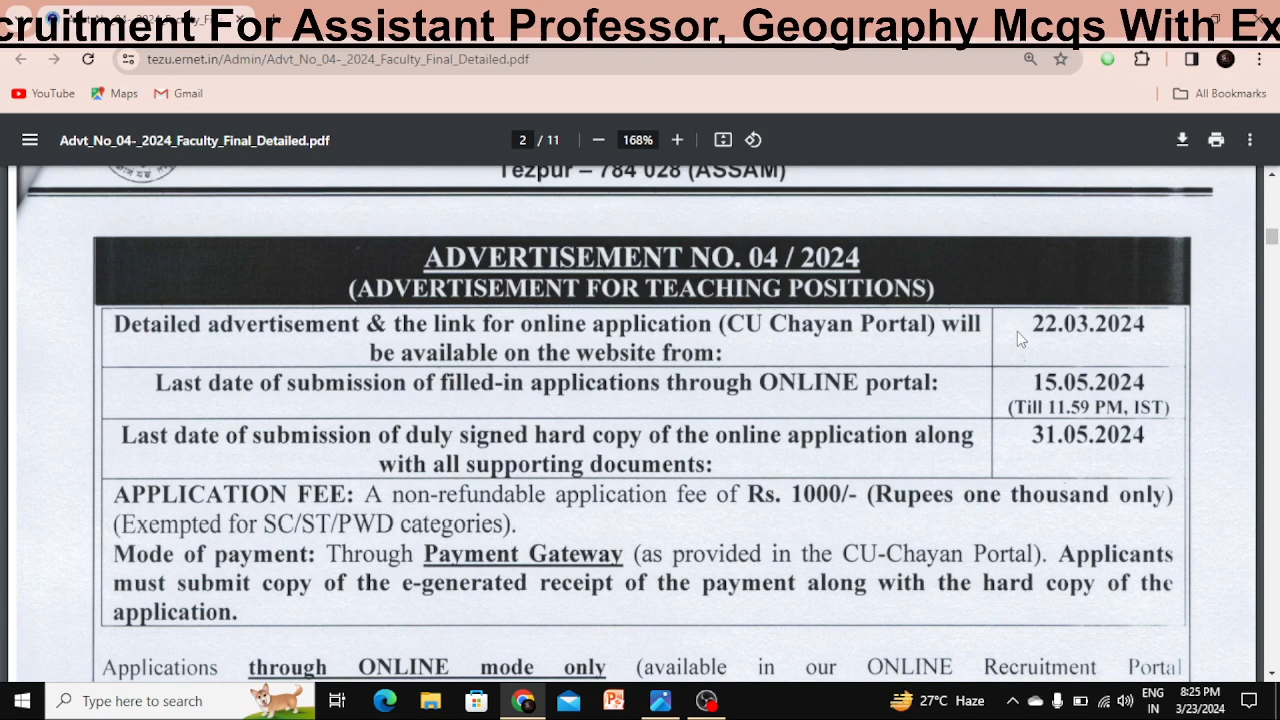 cruitment For Assistant Professor, Geography Mcqs With Ex
tezu.ernet.in/Admin/Advt_No_04-_2024_Faculty_Final_Detailed.pdf
YouTube Maps Gmail All Bookmarks
Advt_No_04-_2024_Faculty_Final_Detailed.pdf 2 / 11 168%
Tezpur – 784 028 (ASSAM)
ADVERTISEMENT NO. 04 / 2024
(ADVERTISEMENT FOR TEACHING POSITIONS)
Detailed advertisement & the link for online application (CU Chayan Portal) will 22.03.2024
be available on the website from:
Last date of submission of filled-in applications through ONLINE portal: 15.05.2024
(Till 11.59 PM, IST)
Last date of submission of duly signed hard copy of the online application along 31.05.2024
with all supporting documents:
APPLICATION FEE: A non-refundable application fee of Rs. 1000/- (Rupees one thousand only)
(Exempted for SC/ST/PWD categories).
Mode of payment: Through Payment Gateway (as provided in the CU-Chayan Portal). Applicants
must submit copy of the e-generated receipt of the payment along with the hard copy of the
application.
Applications through ONLINE mode only (available in our ONLINE Recruitment Portal
Type here to search 27°C Haze ENG 8:25 PM
IN 3/23/2024